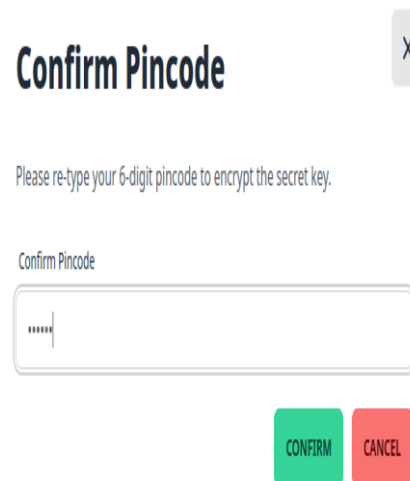 Confirm Pincode
Please re-type your 6-digit pincode to encrypt the secret key.
Confirm Pincode
••••••
CONFIRM CANCEL